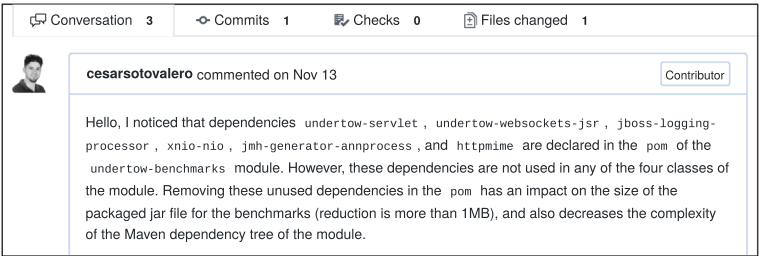 Conversation 3 Commits 1 Checks 0 Files changed 1
cesarsotovalero commented on Nov 13 Contributor
Hello, I noticed that dependencies undertow-servlet , undertow-websockets-jsr , jboss-logging-
processor , xnio-nio , jmh-generator-annprocess , and httpmime are declared in the pom of the
undertow-benchmarks module. However, these dependencies are not used in any of the four classes of
the module. Removing these unused dependencies in the pom has an impact on the size of the
packaged jar file for the benchmarks (reduction is more than 1MB), and also decreases the complexity
of the Maven dependency tree of the module.